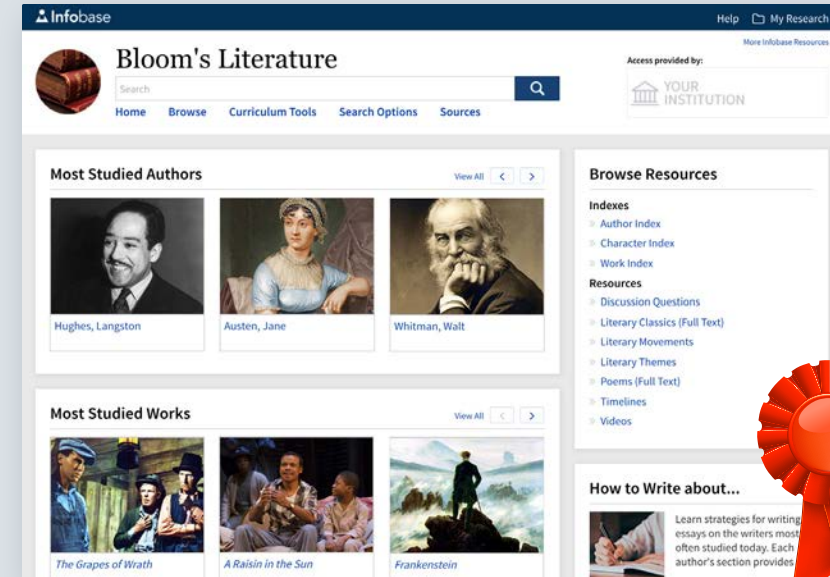 Infobase
Help My Research
More Infobase Resources
Bloom's Literature
Access provided by:
Search
YOUR
INSTITUTION
Home Browse Curriculum Tools Search Options Sources
Most Studied Authors
View All
Hughes, Langston
Austen, Jane
Whitman, Walt
Browse Resources
Indexes
Author Index
Character Index
Work Index
Resources
Discussion Questions
Literary Classics (Full Text)
Literary Movements
Literary Themes
Poems (Full Text)
Timelines
Videos
Most Studied Works
View All
The Grapes of Wrath
A Raisin in the Sun
Frankenstein
How to Write about...
Learn strategies for writing
essays on the writers most
often studied today. Each
author's section provides